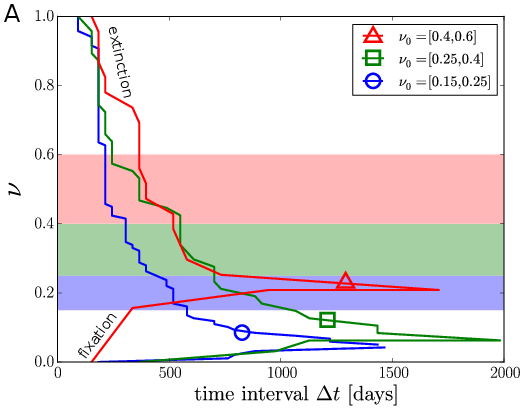 A
1.0
0.8
0.6
0.4
0.2
0.0
ν
extinction
fixation
ν₀ =[0.4,0.6]
ν₀ =[0.25,0.4]
ν₀ =[0.15,0.25]
0
500
1000
1500
2000
time interval Δt [days]